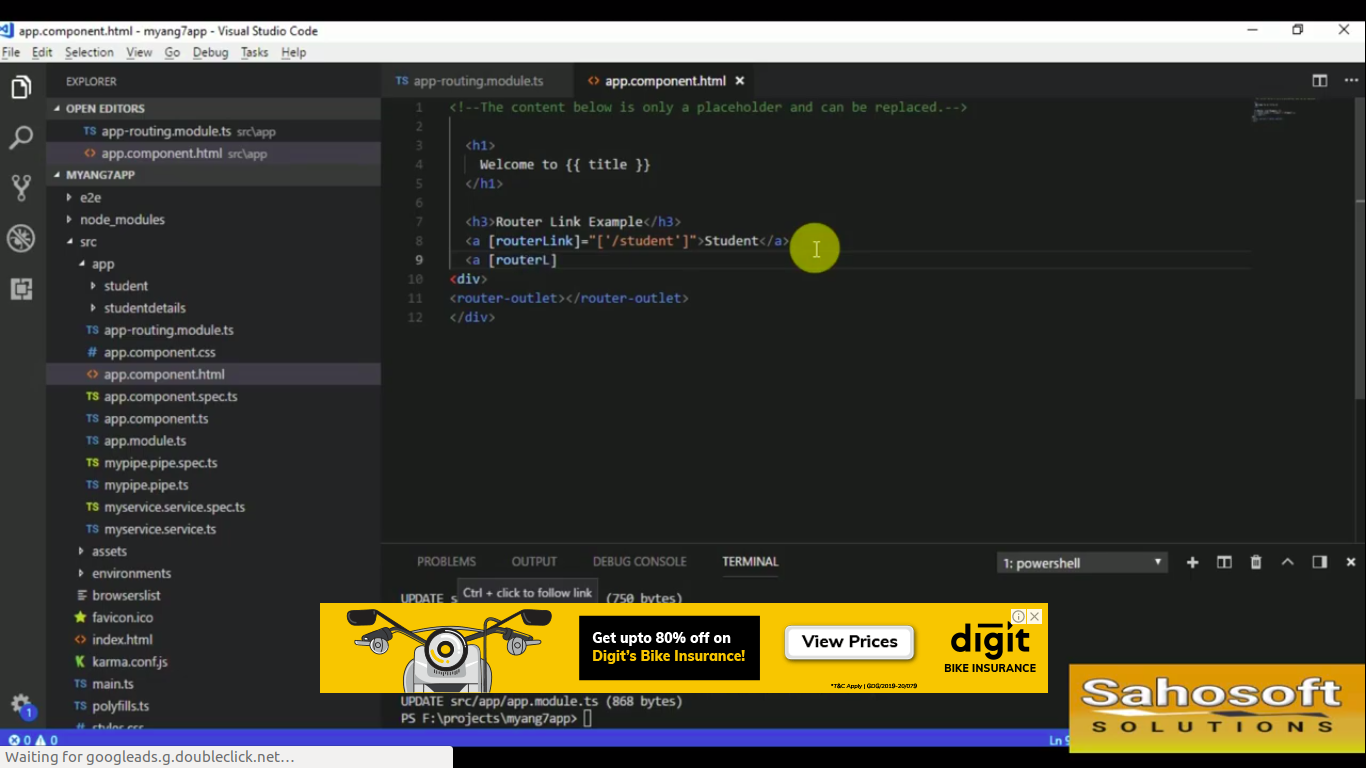 app.component.html - myang7app - Visual Studio Code
File Edit Selection View Go Debug Tasks Help
EXPLORER
OPEN EDITORS
TS app-routing.module.ts src\app
<> app.component.html src\app
MYANG7APP
e2e
node_modules
src
app
student
studentdetails
TS app-routing.module.ts
# app.component.css
<> app.component.html
TS app.component.spec.ts
TS app.component.ts
TS app.module.ts
TS mypipe.pipe.spec.ts
TS mypipe.pipe.ts
TS myservice.service.spec.ts
TS myservice.service.ts
assets
environments
browserslist
favicon.ico
<> index.html
K karma.conf.js
TS main.ts
TS polyfills.ts
# styles.css
TS app-routing.module.ts <> app.component.html ×
1 <!--The content below is only a placeholder and can be replaced.-->
2
3 <h1>
4 Welcome to {{ title }}
5 </h1>
6
7 <h3>Router Link Example</h3>
8 <a [routerLink]="['/student']">Student</a>
9 <a [routerL]
10 <div>
11 <router-outlet></router-outlet>
12 </div>
PROBLEMS OUTPUT DEBUG CONSOLE TERMINAL 1: powershell
UPDATE s (750 bytes)
Ctrl + click to follow link
Get upto 80% off on
Digit's Bike Insurance!
View Prices
digit
BIKE INSURANCE
*T&C Apply | GDG/2019-20/079
UPDATE src/app/app.module.ts (868 bytes)
PS F:\projects\myang7app>
Sahosoft
SOLUTIONS
1
0 0
Ln 9
Waiting for googleads.g.doubleclick.net…